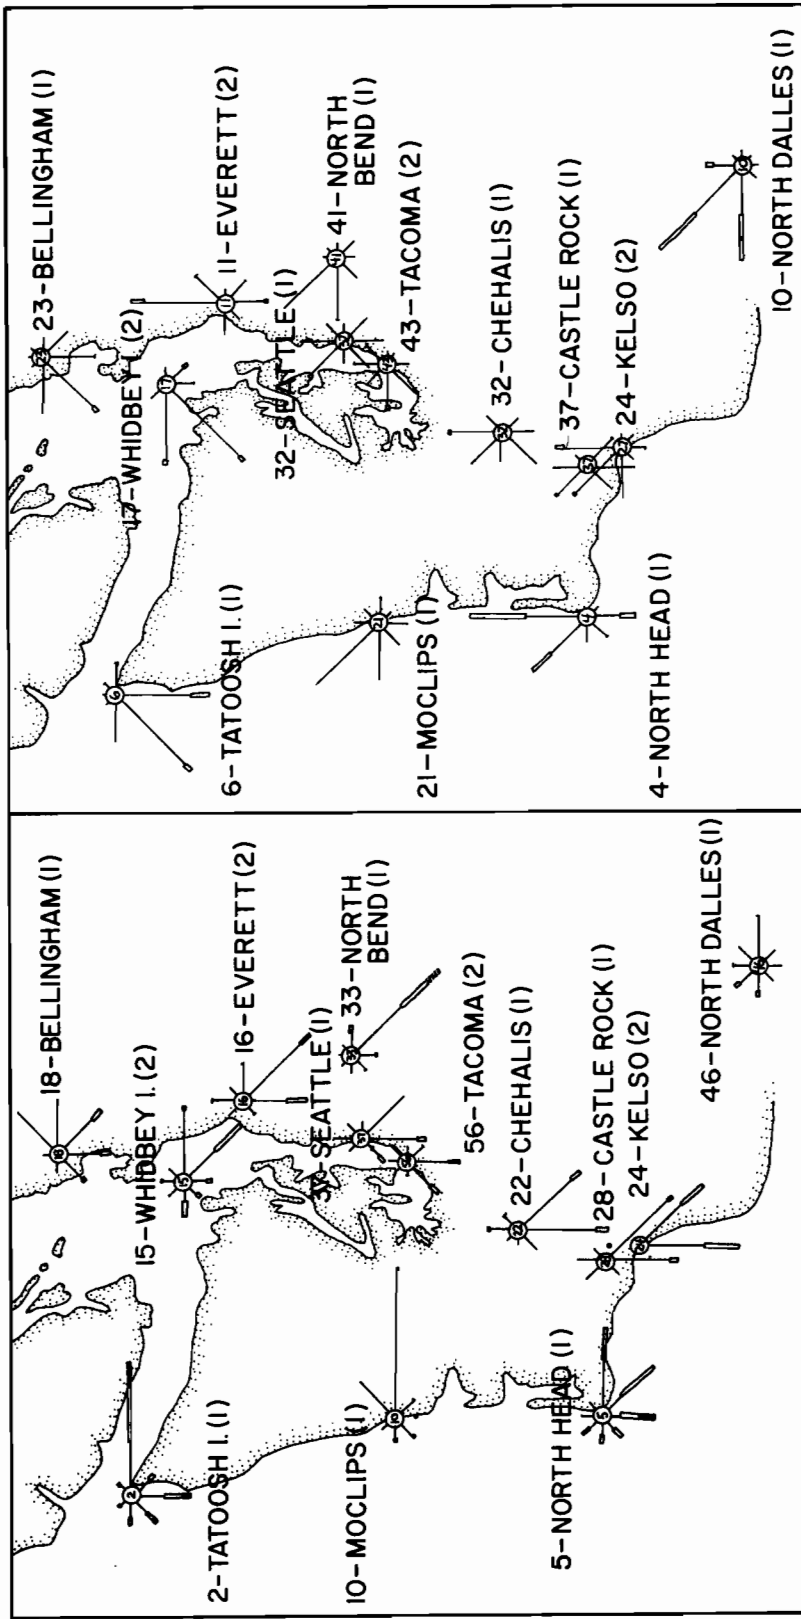 18-BELLINGHAM (1)
15-WHIDBEY I. (2)
16-EVERETT (2)
37-SEATTLE (1)
33-NORTH
BEND (1)
2-TATOOSH I. (1)
10-MOCLIPS (1)
56-TACOMA (2)
22-CHEHALIS (1)
28-CASTLE ROCK (1)
24-KELSO (2)
5-NORTH HEAD (1)
46-NORTH DALLES (1)
23-BELLINGHAM (1)
17-WHIDBEY I. (2)
11-EVERETT (2)
32-SEATTLE (1)
41-NORTH
BEND (1)
43-TACOMA (2)
6-TATOOSH I. (1)
21-MOCLIPS (1)
32-CHEHALIS (1)
37-CASTLE ROCK (1)
24-KELSO (2)
4-NORTH HEAD (1)
10-NORTH DALLES (1)